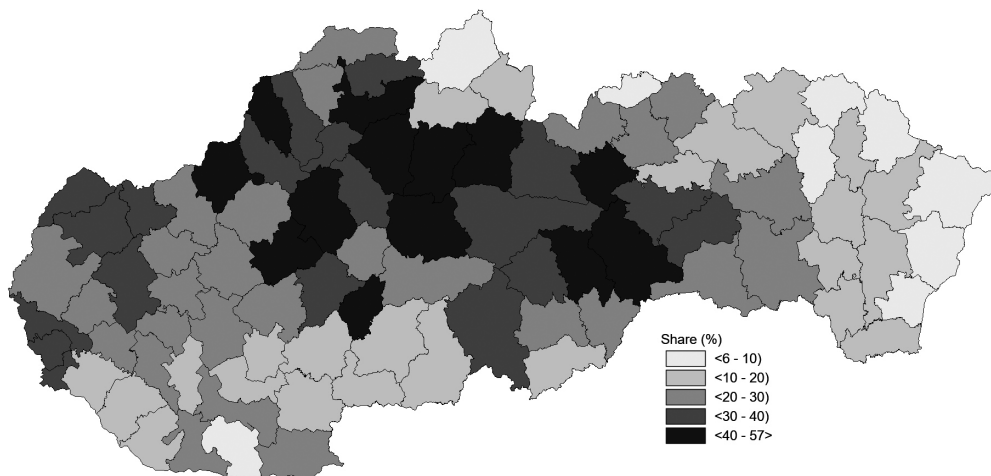 Share (%)
<6 - 10)
<10 - 20)
<20 - 30)
<30 - 40)
<40 - 57>